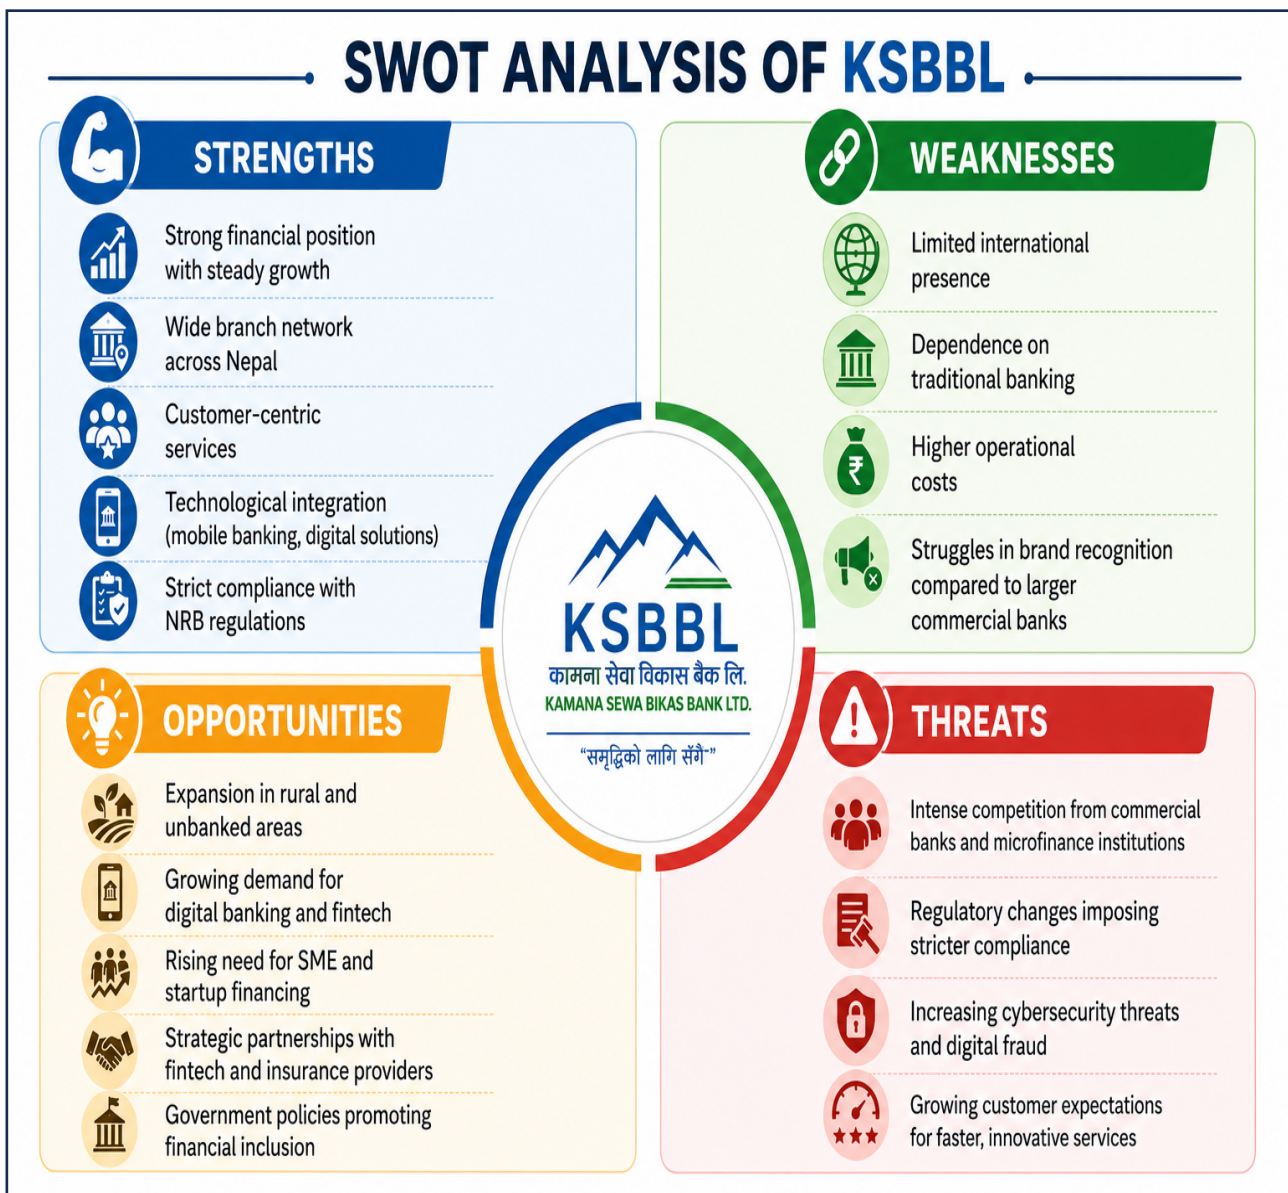 SWOT ANALYSIS OF KSBBL
STRENGTHS
Strong financial position
with steady growth
Wide branch network
across Nepal
Customer-centric
services
Technological integration
(mobile banking, digital solutions)
Strict compliance with
NRB regulations
WEAKNESSES
Limited international
presence
Dependence on
traditional banking
₹
Higher operational
costs
Struggles in brand recognition
compared to larger
commercial banks
KSBBL
कामना सेवा विकास बैक लि.
KAMANA SEWA BIKAS BANK LTD.
“समृद्धिको लागि सँगैं”
OPPORTUNITIES
Expansion in rural and
unbanked areas
Growing demand for
digital banking and fintech
Rising need for SME and
startup financing
Strategic partnerships with
fintech and insurance providers
Government policies promoting
financial inclusion
THREATS
Intense competition from commercial
banks and microfinance institutions
Regulatory changes imposing
stricter compliance
Increasing cybersecurity threats
and digital fraud
Growing customer expectations
for faster, innovative services